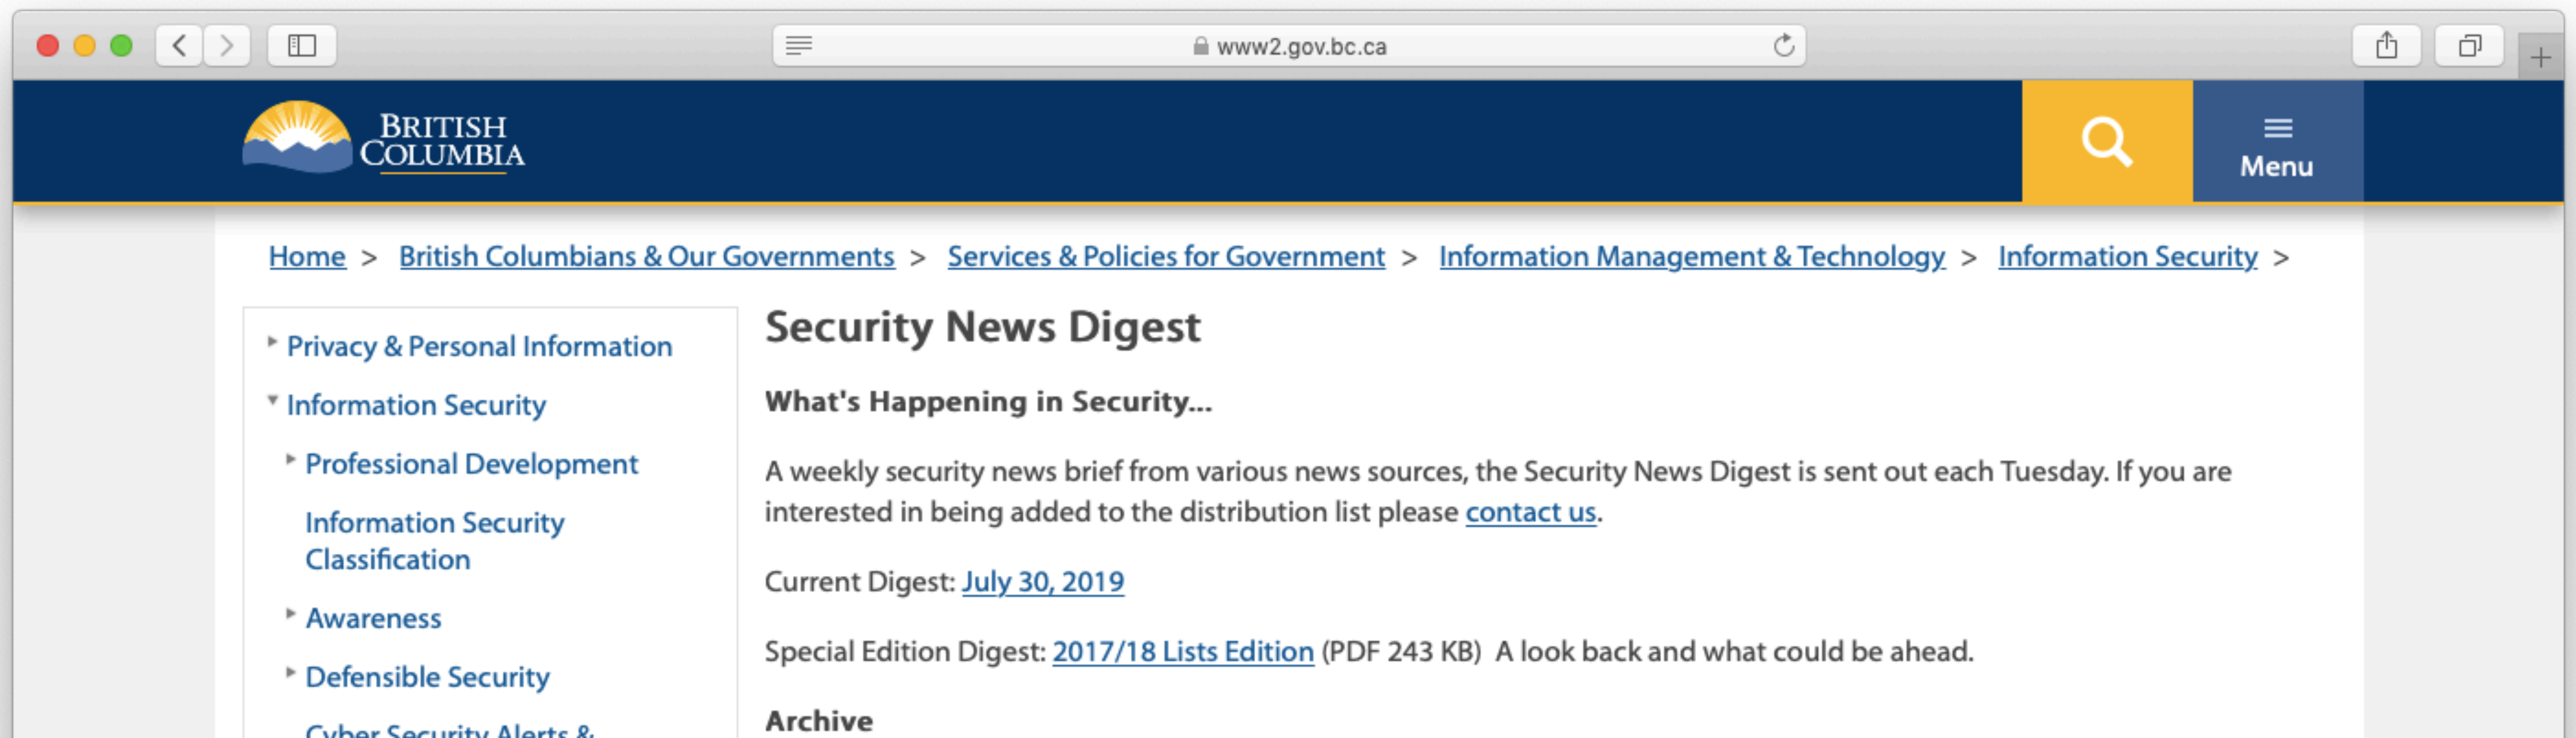 www2.gov.bc.ca
BRITISH
COLUMBIA
Menu
Home > British Columbians & Our Governments > Services & Policies for Government > Information Management & Technology > Information Security >
Privacy & Personal Information
Information Security
Professional Development
Information Security
Classification
Awareness
Defensible Security
Cyber Security Alerts &
Security News Digest
What's Happening in Security...
A weekly security news brief from various news sources, the Security News Digest is sent out each Tuesday. If you are
interested in being added to the distribution list please contact us.
Current Digest: July 30, 2019
Special Edition Digest: 2017/18 Lists Edition (PDF 243 KB)  A look back and what could be ahead.
Archive